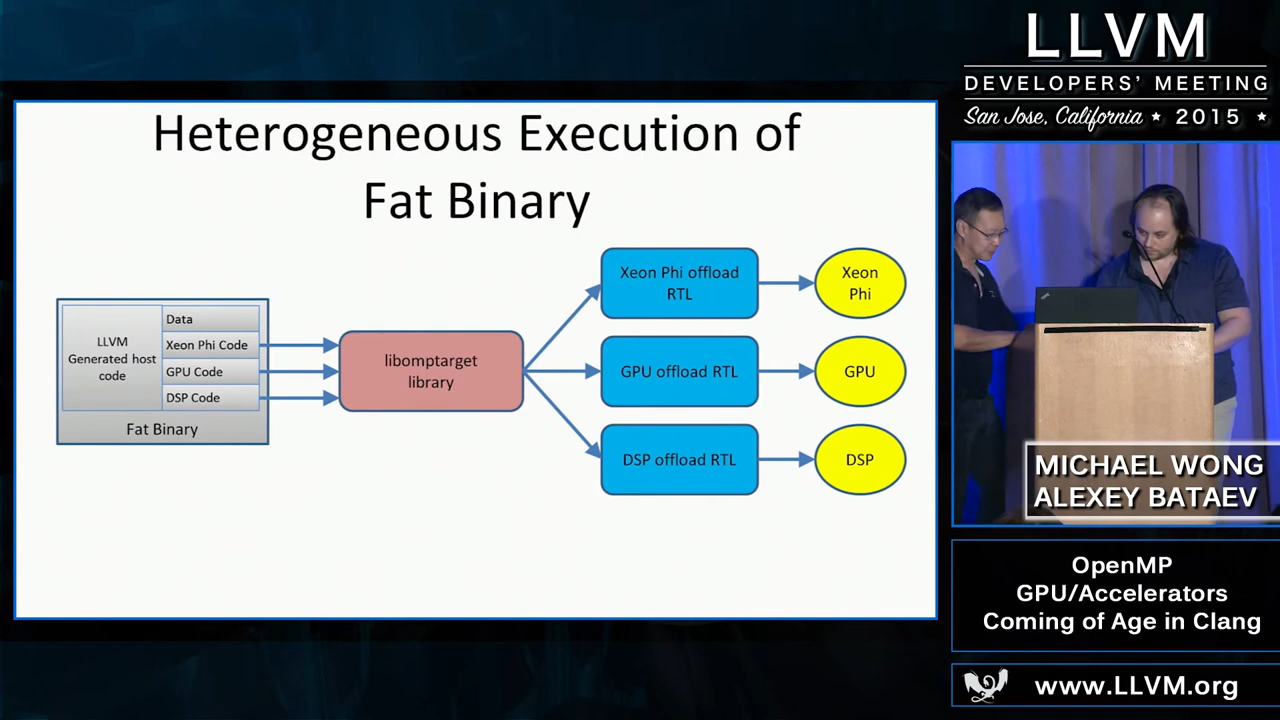 Heterogeneous Execution of
Fat Binary
LLVM
Generated host
code
Data
Xeon Phi Code
GPU Code
DSP Code
Fat Binary
libomptarget
library
Xeon Phi offload
RTL
Xeon
Phi
GPU offload RTL
GPU
DSP offload RTL
DSP
LLVM
DEVELOPERS' MEETING
San Jose, California ★ 2015 ★
MICHAEL WONG
ALEXEY BATAEV
OpenMP
GPU/Accelerators
Coming of Age in Clang
www.LLVM.org